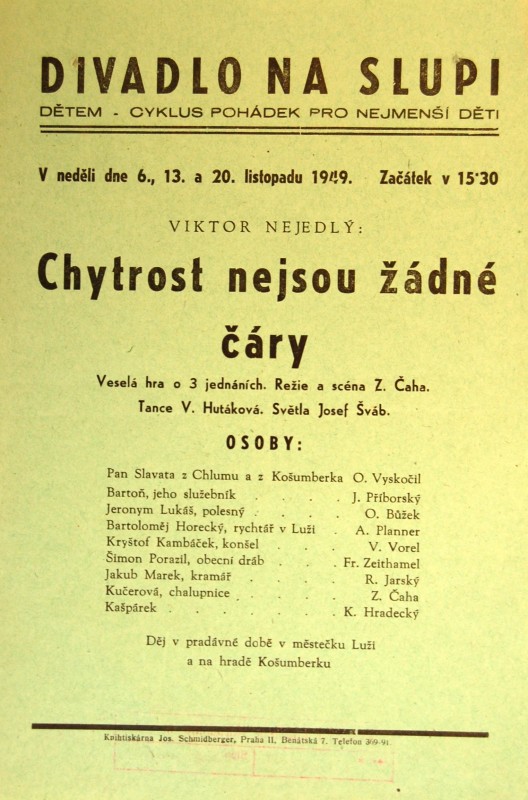 DIVADLO NA SLUPI
DĚTEM - CYKLUS POHÁDEK PRO NEJMENŠÍ DĚTI
V neděli dne 6., 13. a 20. listopadu 1949. Začátek v 15·30
VIKTOR NEJEDLÝ:
Chytrost nejsou žádné
čáry
Veselá hra o 3 jednáních. Režie a scéna Z. Čaha.
Tance V. Hutáková. Světla Josef Šváb.
OSOBY:
Pan Slavata z Chlumu a z Košumberka O. Vyskočil
Bartoň, jeho služebník . . . . J. Příborský
Jeronym Lukáš, polesný . . . . O. Bůžek
Bartoloměj Horecký, rychtář v Luži . A. Planner
Kryštof Kambáček, konšel . . . V. Vorel
Šimon Porazil, obecní dráb . . . Fr. Zeithamel
Jakub Marek, kramář . . . . R. Jarský
Kučerová, chalupnice . . . . Z. Čaha
Kašpárek . . . . . . . K. Hradecký
Děj v pradávné době v městečku Luži
a na hradě Košumberku
Knihtiskárna Jos. Schmidberger, Praha II, Benátská 7. Telefon 369-91.